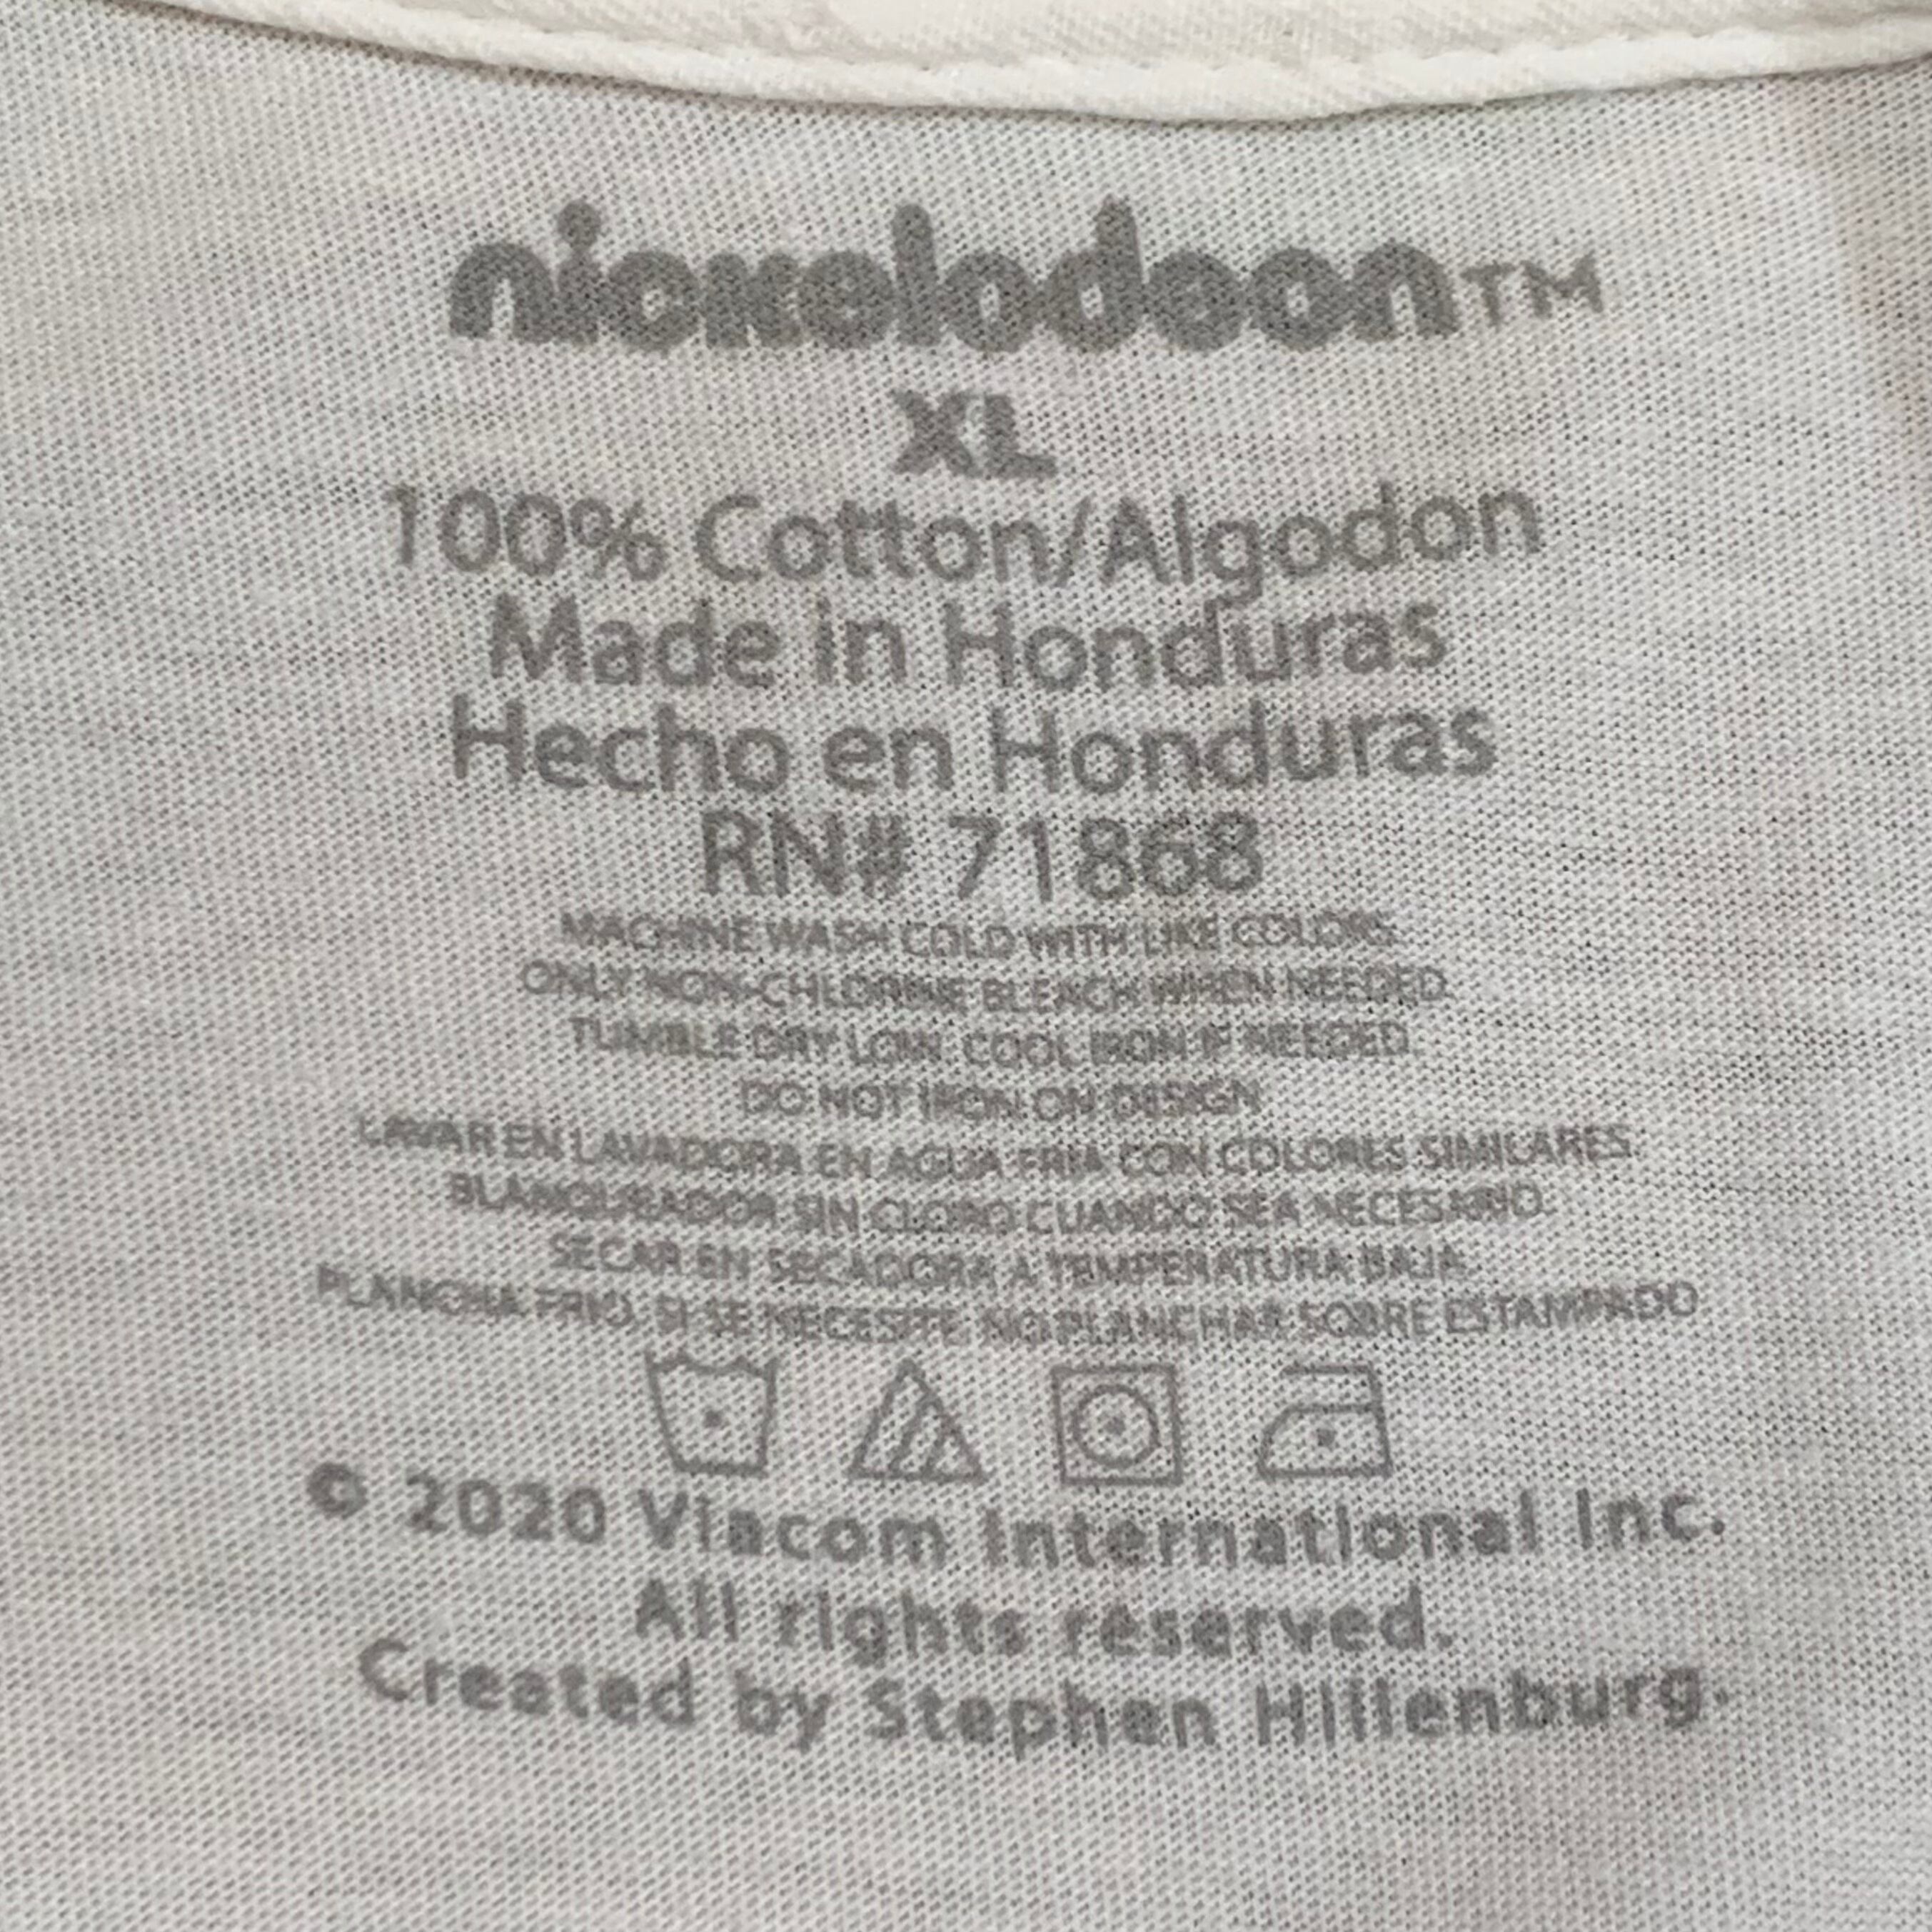 nickelodeon™
XL
100% Cotton/Algodon
Made in Honduras
Hecho en Honduras
RN# 71868
MACHINE WASH COLD WITH LIKE COLORS.
ONLY NON-CHLORINE BLEACH WHEN NEEDED.
TUMBLE DRY LOW. COOL IRON IF NEEDED.
DO NOT IRON ON DESIGN
LAVAR EN LAVADORA EN AGUA FRIA CON COLORES SIMILARES.
BLANQUEADOR SIN CLORO CUANDO SEA NECESARIO.
SECAR EN SECADORA A TEMPERATURA BAJA.
PLANCHA FRIO, SI SE NECESITE. NO PLANCHAR SOBRE ESTAMPADO
© 2020 Viacom International Inc.
All rights reserved.
Created by Stephen Hillenburg.